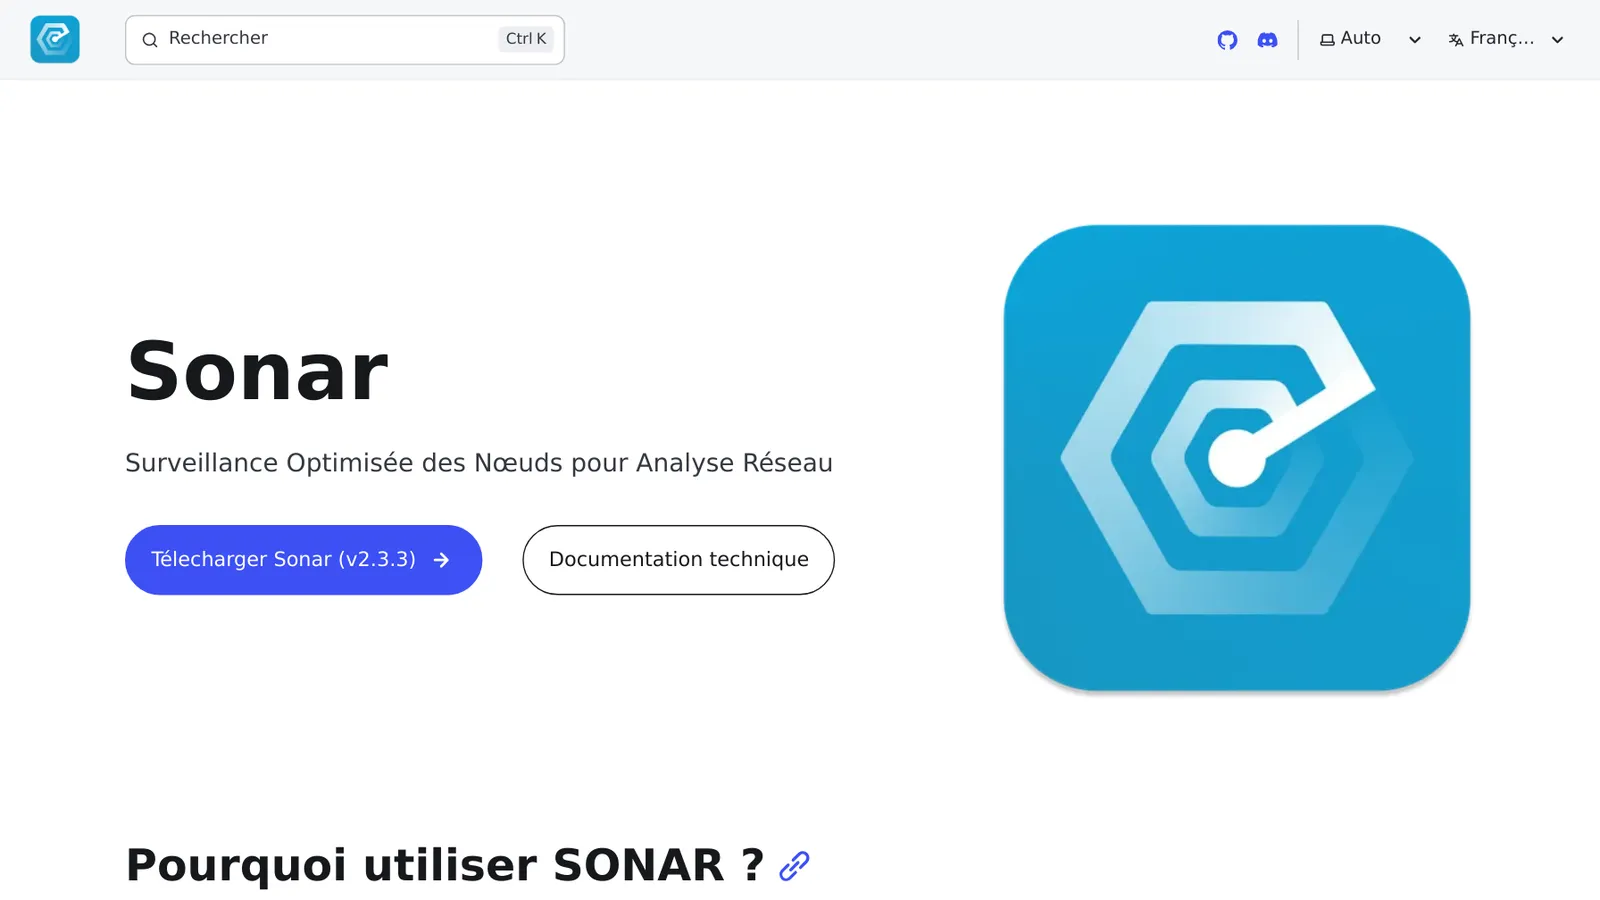 Rechercher
Ctrl K
Auto
Franç...
Sonar
Surveillance Optimisée des Nœuds pour Analyse Réseau
Télecharger Sonar (v2.3.3)
Documentation technique
Pourquoi utiliser SONAR ?